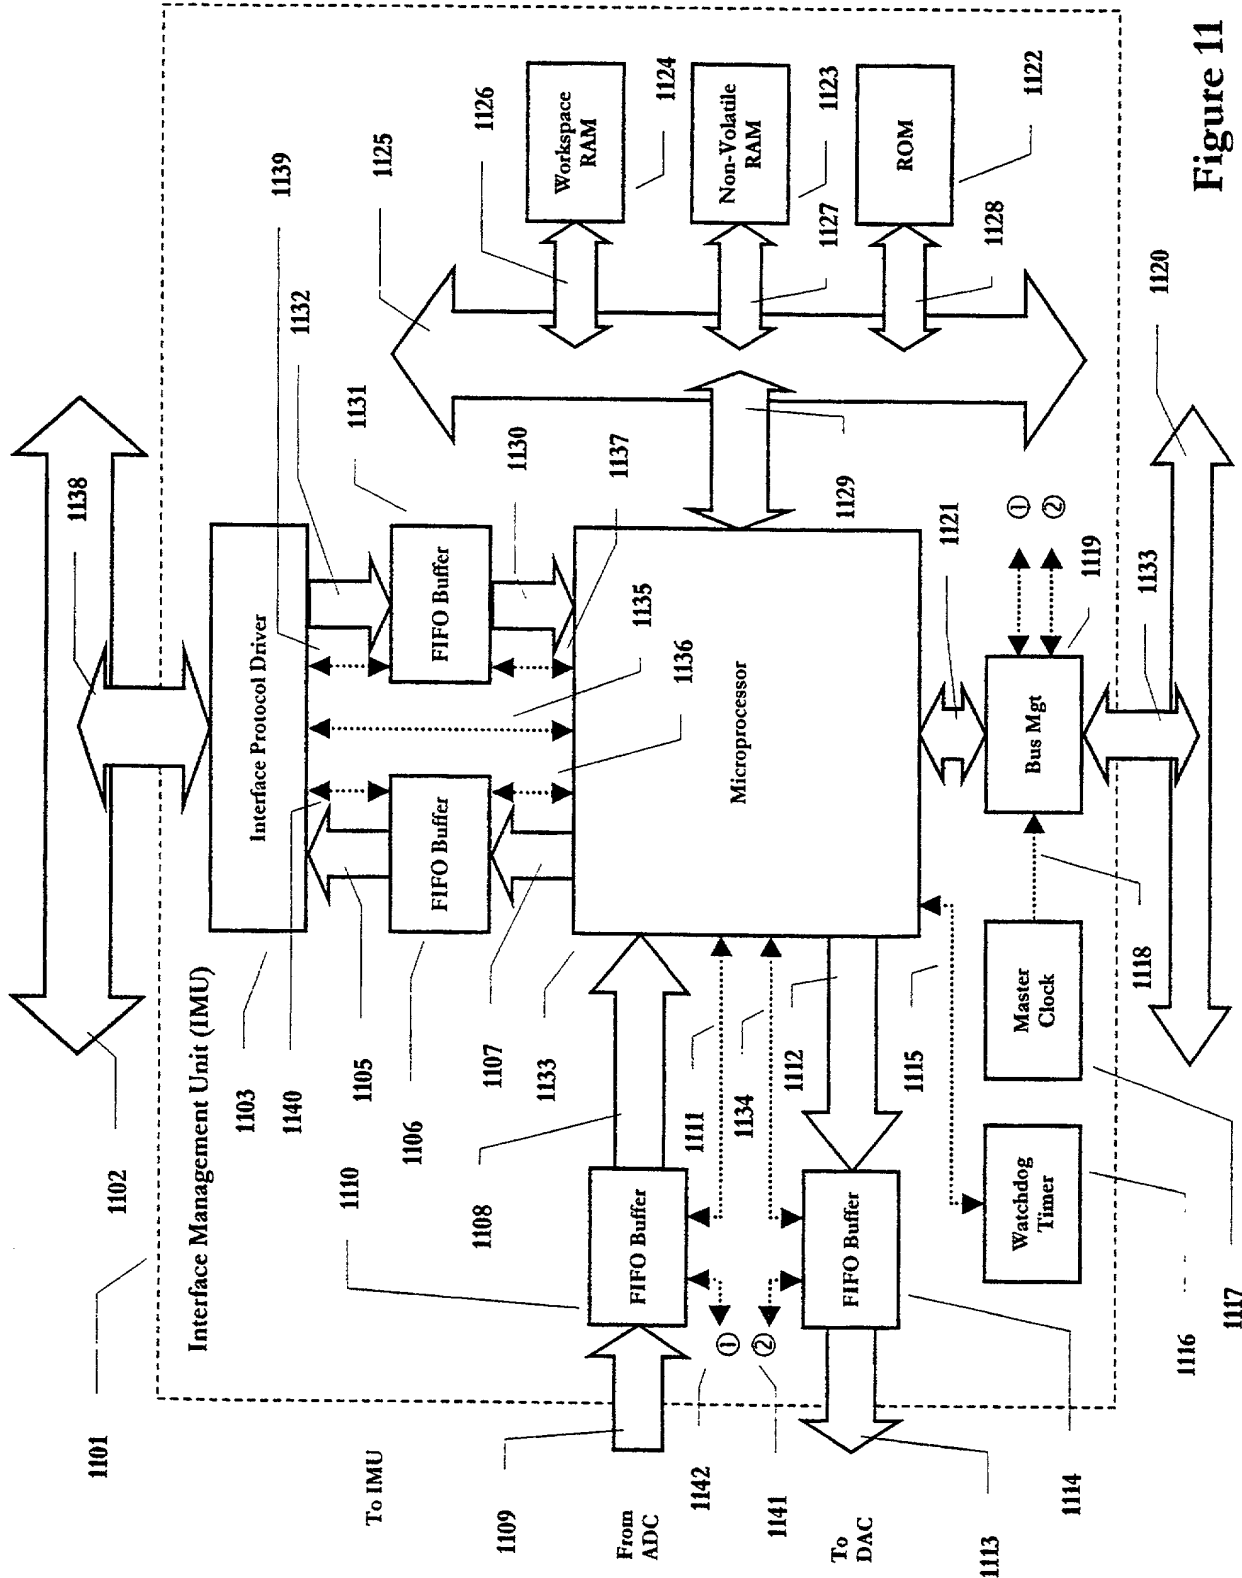 Figure 11
1101
1102
Interface Management Unit (IMU)
1103
1140
1105
1106
1107
1133
1110
1108
1138
Interface Protocol Driver
FIFO Buffer
FIFO Buffer
1139
1132
1131
1130
1137
1135
1136
1125
1126
Workspace
RAM
1124
Non-Volatile
RAM
1123
1127
ROM
1122
1128
1129
Microprocessor
To IMU
1109
From
ADC
FIFO Buffer
1111
1134
1112
1115
①
②
1142
1141
To
DAC
1113
FIFO Buffer
1114
Watchdog
Timer
1116
Master
Clock
1117
1118
Bus Mgt
1121
①
②
1119
1133
1120